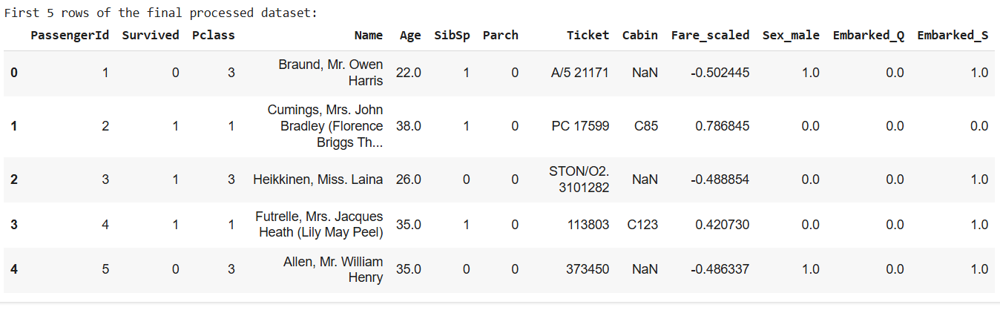 First 5 rows of the final processed dataset:
PassengerId Survived Pclass Name Age SibSp Parch Ticket Cabin Fare_scaled Sex_male Embarked_Q Embarked_S
0 1 0 3 Braund, Mr. Owen Harris 22.0 1 0 A/5 21171 NaN -0.502445 1.0 0.0 1.0
1 2 1 1 Cumings, Mrs. John Bradley (Florence Briggs Th... 38.0 1 0 PC 17599 C85 0.786845 0.0 0.0 0.0
2 3 1 3 Heikkinen, Miss. Laina 26.0 0 0 STON/O2. 3101282 NaN -0.488854 0.0 0.0 1.0
3 4 1 1 Futrelle, Mrs. Jacques Heath (Lily May Peel) 35.0 1 0 113803 C123 0.420730 0.0 0.0 1.0
4 5 0 3 Allen, Mr. William Henry 35.0 0 0 373450 NaN -0.486337 1.0 0.0 1.0